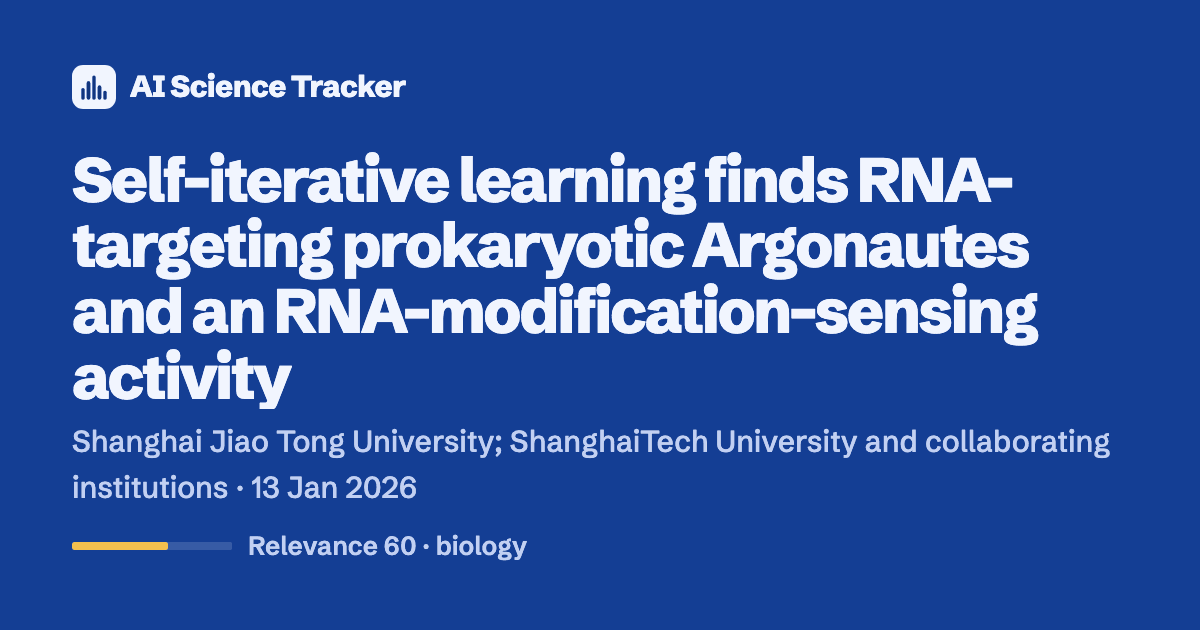 AI Science Tracker
Self-iterative learning finds RNA-
targeting prokaryotic Argonautes
and an RNA-modification-sensing
activity
Shanghai Jiao Tong University; ShanghaiTech University and collaborating
institutions · 13 Jan 2026
Relevance 60 · biology